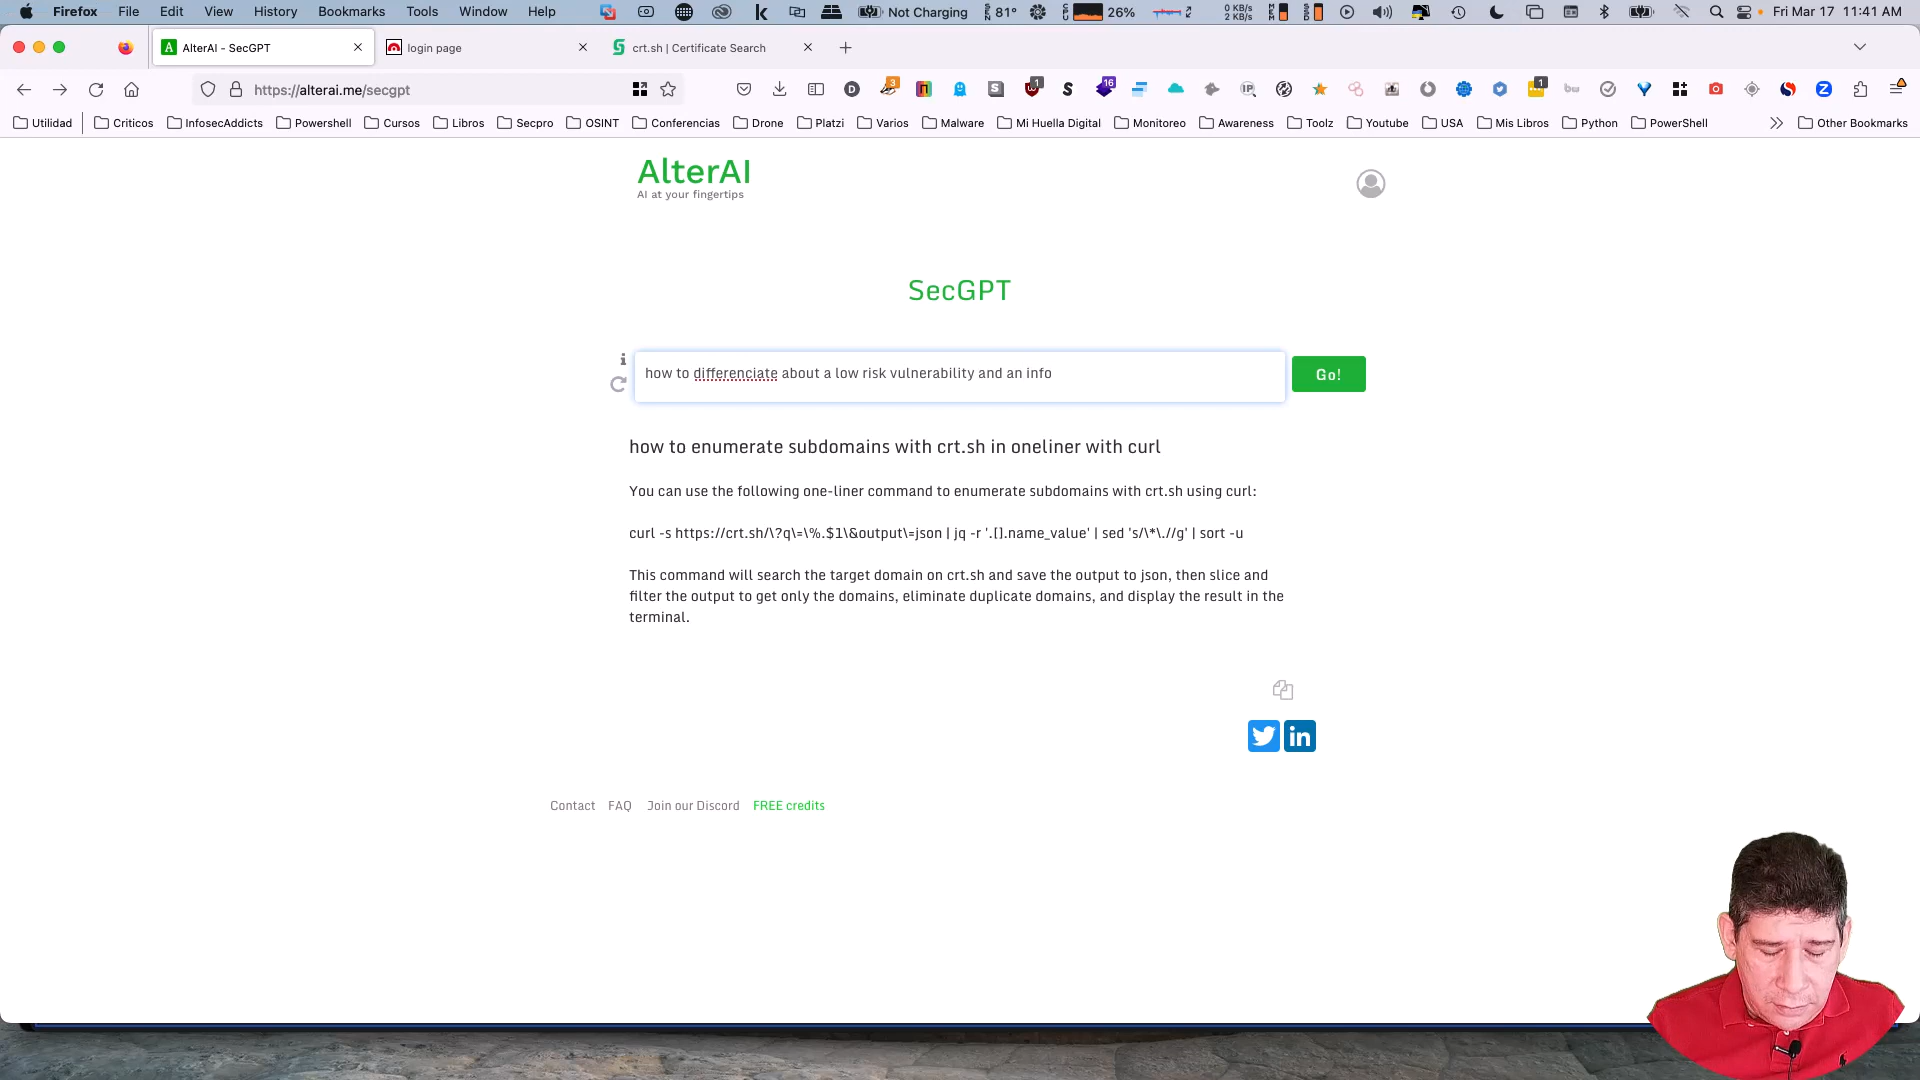 Firefox File Edit View History Bookmarks Tools Window Help Not Charging 81° 26% 0 KB/s 2 KB/s Fri Mar 17 11:41 AM
AlterAI - SecGPT login page crt.sh | Certificate Search
https://alterai.me/secgpt 3 1 16 1
Utilidad Criticos InfosecAddicts Powershell Cursos Libros Secpro OSINT Conferencias Drone Platzi Varios Malware Mi Huella Digital Monitoreo Awareness Toolz Youtube USA Mis Libros Python PowerShell Other Bookmarks
AlterAI
AI at your fingertips
SecGPT
how to differenciate about a low risk vulnerability and an info
Go!
how to enumerate subdomains with crt.sh in oneliner with curl
You can use the following one-liner command to enumerate subdomains with crt.sh using curl:
curl -s https://crt.sh/\?q\=\%.$1\&output\=json | jq -r '.[].name_value' | sed 's/\*\.//g' | sort -u
This command will search the target domain on crt.sh and save the output to json, then slice and
filter the output to get only the domains, eliminate duplicate domains, and display the result in the
terminal.
Contact FAQ Join our Discord FREE credits